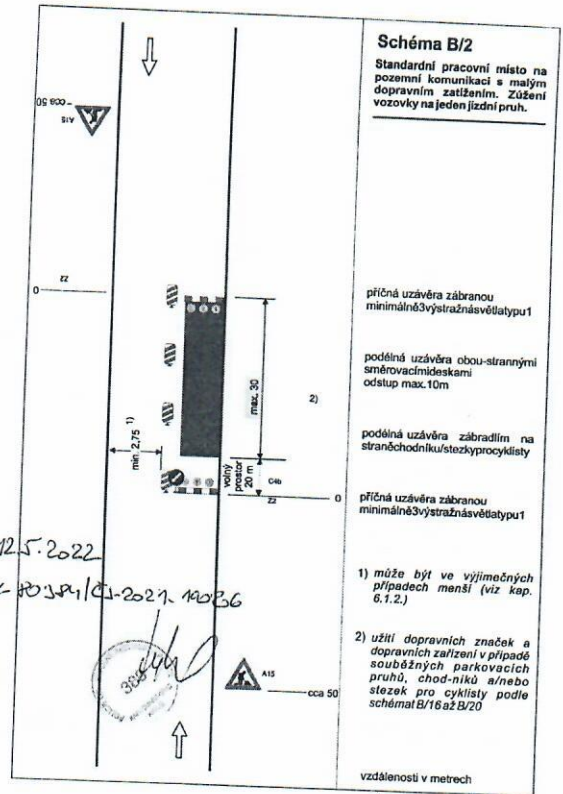 Schéma B/2
Standardní pracovní místo na
pozemní komunikaci s malým
dopravním zatížením. Zúžení
vozovky na jeden jízdní pruh.
cca 50
A15
0
Z2
příčná uzávěra zábranou
minimálně3výstražnásvětlatypu1
podélná uzávěra obou-strannými
směrovacímideskami
odstup max.10m
max. 30
2)
min. 2,75 1)
podélná uzávěra zábradlím na
straněchodníku/stezkyprocyklisty
volný
prostor
20 m
C4b
Z2
0
příčná uzávěra zábranou
minimálně3výstražnásvětlatypu1
12.5.2022
1) může být ve výjimečných
případech menší (viz kap.
6.1.2.)
388
2) užití dopravních značek a
dopravních zařízení v případě
souběžných parkovacích
pruhů, chod-níků a/nebo
stezek pro cyklisty podle
schémat B/16 až B/20
A15
cca 50
vzdálenosti v metrech